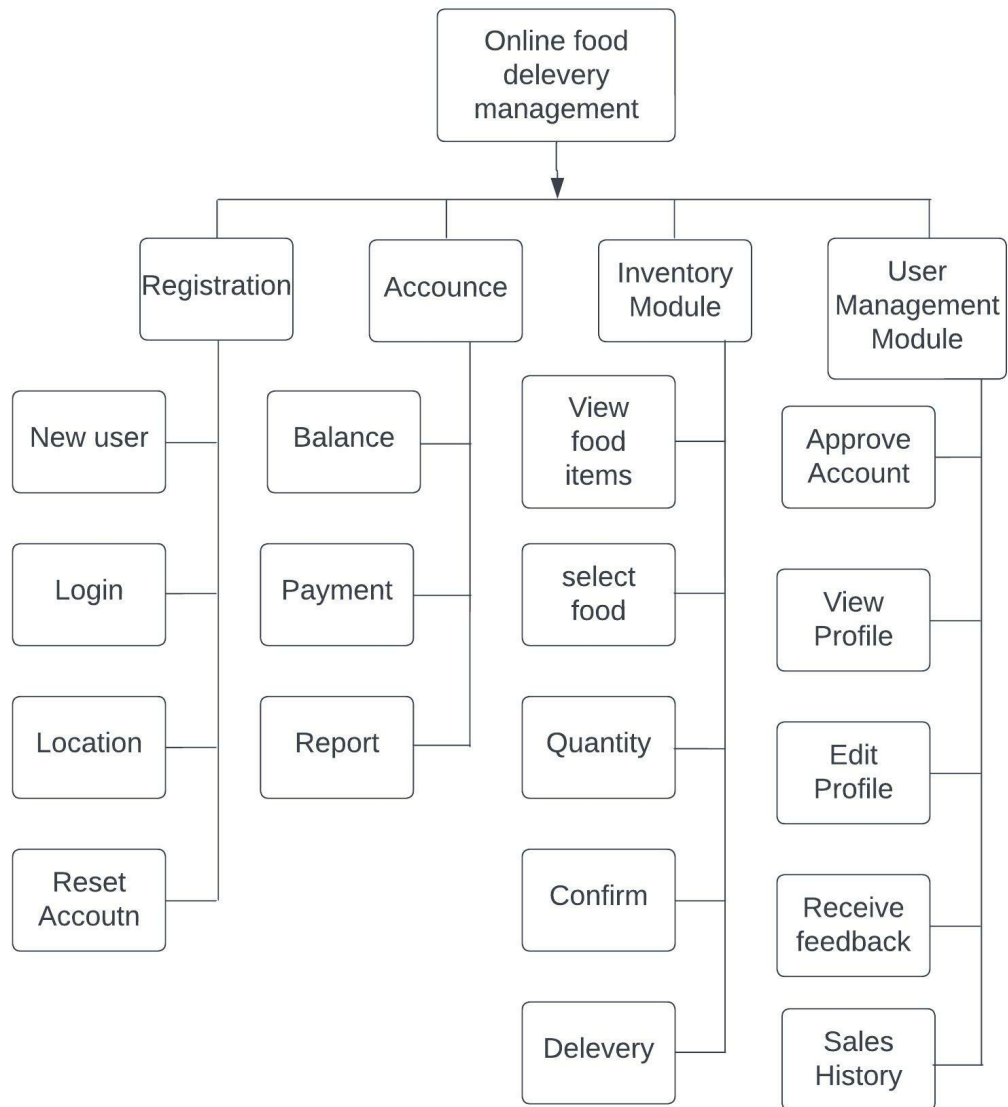 Online food
delevery
management
Registration
Accounce
Inventory
Module
User
Management
Module
New user
Login
Location
Reset
Accoutn
Balance
Payment
Report
View
food
items
select
food
Quantity
Confirm
Delevery
Approve
Account
View
Profile
Edit
Profile
Receive
feedback
Sales
History